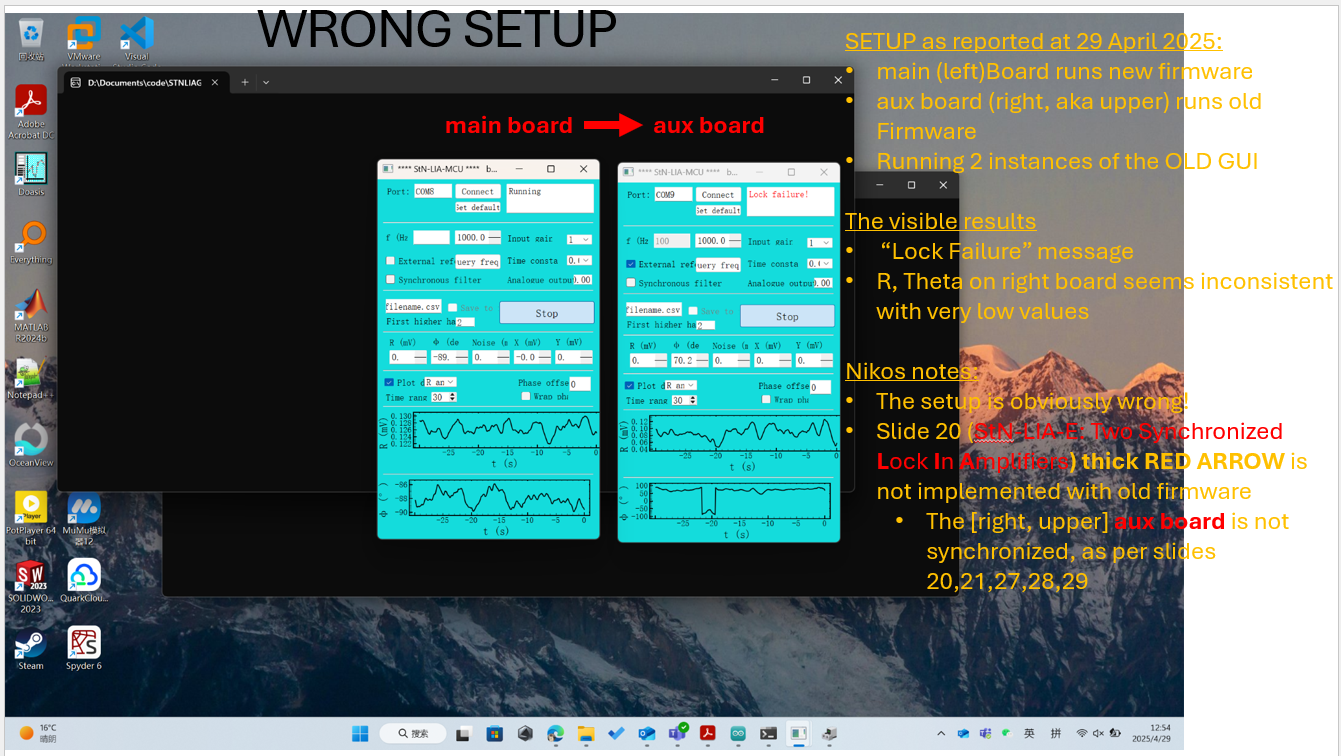 WRONG SETUP
SETUP as reported at 29 April 2025:
• main (left)Board runs new firmware
• aux board (right, aka upper) runs old
Firmware
• Running 2 instances of the OLD GUI
The visible results
• “Lock Failure” message
• R, Theta on right board seems inconsistent
with very low values
Nikos notes:
• The setup is obviously wrong!
• Slide 20 (StN-LIA-E: Two Synchronized
Lock In Amplifiers) thick RED ARROW is
not implemented with old firmware
• The [right, upper] aux board is not
synchronized, as per slides
20,21,27,28,29
main board aux board
D:\Documents\code\STNLIAG
回收站
VMware
Visual
Adobe
Acrobat DC
Doasis
Everything
MATLAB
R2024b
Notepad++
OceanView
PotPlayer 64
bit
MuMu模拟
器12
SOLIDWO...
2023
QuarkClou...
Steam
Spyder 6
**** StN-LIA-MCU **** b...
Port: COM8 Connect Running
Set default
f (Hz 1000.0 Input gain 1
External ref uery freq Time consta 0.
Synchronous filter Analogue outpu 0.00
filename.csv Save to Stop
First higher ha 2
R (mV) Φ (de Noise (s X (mV) Y (mV)
0. -89. 0. -0.0 0.
Plot d R an Phase offse 0
Time rang 30 Wrap pha
R (mV)
0.130
0.128
0.126
0.124
0.122
-25 -20 -15 -10 -5 0
t (s)
Φ (°)
-86
-88
-90
-25 -20 -15 -10 -5 0
t (s)
**** StN-LIA-MCU **** b...
Port: COM9 Connect Lock failure!
Set default
f (Hz 100 1000.0 Input gain 1
External ref uery freq Time consta 0.
Synchronous filter Analogue outpu 0.00
filename.csv Save to Stop
First higher ha 2
R (mV) Φ (de Noise (s X (mV) Y (mV)
0. 70.2 0. 0. 0.
Plot d R an Phase offse 0
Time rang 30 Wrap pha
R (mV)
0.12
0.10
0.08
0.06
0.04
-25 -20 -15 -10 -5 0
t (s)
Φ (°)
100
50
0
-50
-100
-25 -20 -15 -10 -5 0
t (s)
16°C
晴朗
搜索
英 拼
12:54
2025/4/29